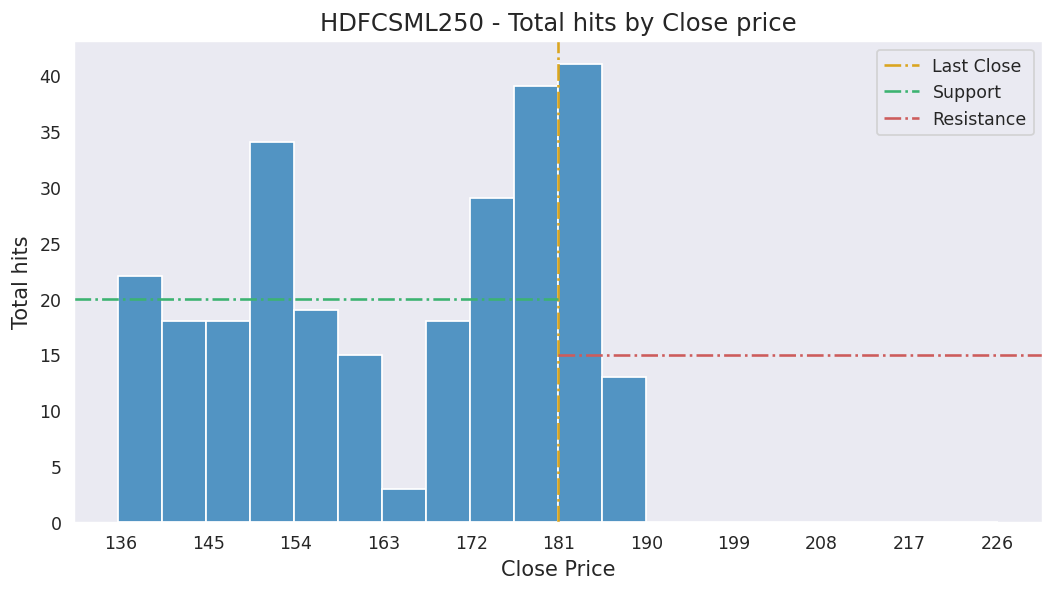 HDFCSML250 - Total hits by Close price
Last Close
Support
Resistance
Total hits
40
35
30
25
20
15
10
5
0
136 145 154 163 172 181 190 199 208 217 226
Close Price